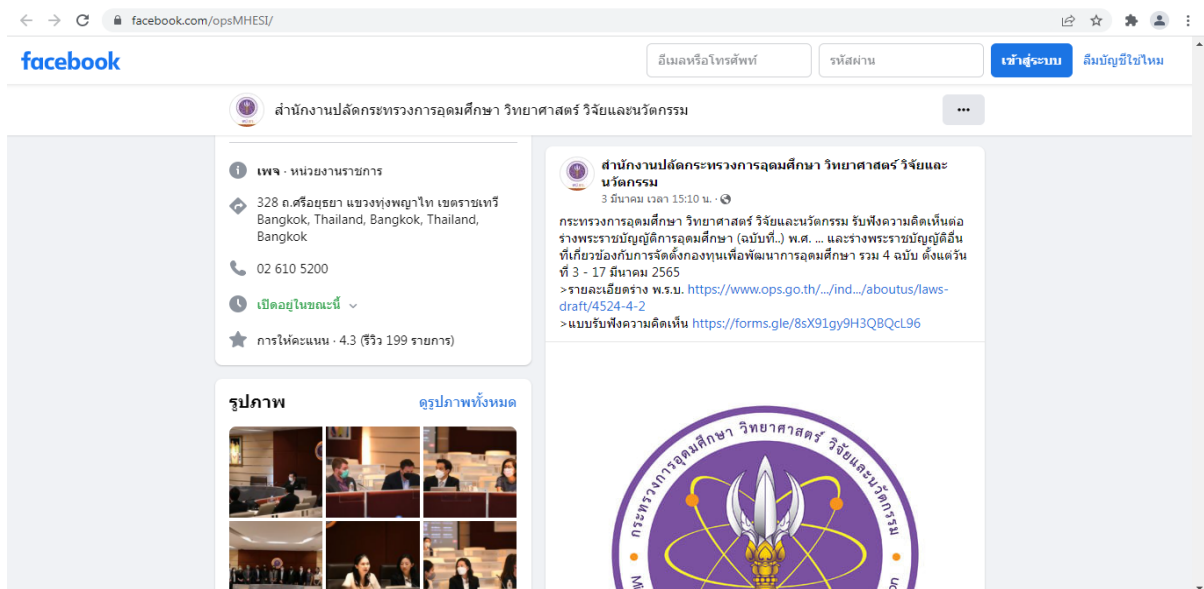 facebook.com/opsMHESI/
facebook
อีเมลหรือโทรศัพท์
รหัสผ่าน
เข้าสู่ระบบ
ลืมบัญชีใช่ไหม
สำนักงานปลัดกระทรวงการอุดมศึกษา วิทยาศาสตร์ วิจัยและนวัตกรรม
เพจ · หน่วยงานราชการ
328 ถ.ศรีอยุธยา แขวงทุ่งพญาไท เขตราชเทวี
Bangkok, Thailand, Bangkok, Thailand,
Bangkok
02 610 5200
เปิดอยู่ในขณะนี้
การให้คะแนน · 4.3 (รีวิว 199 รายการ)
รูปภาพ
ดูรูปภาพทั้งหมด
สำนักงานปลัดกระทรวงการอุดมศึกษา วิทยาศาสตร์ วิจัยและ
นวัตกรรม
3 มีนาคม เวลา 15:10 น. ·
กระทรวงการอุดมศึกษา วิทยาศาสตร์ วิจัยและนวัตกรรม รับฟังความคิดเห็นต่อ
ร่างพระราชบัญญัติการอุดมศึกษา (ฉบับที่..) พ.ศ. ... และร่างพระราชบัญญัติอื่น
ที่เกี่ยวข้องกับการจัดตั้งกองทุนเพื่อพัฒนาการอุดมศึกษา รวม 4 ฉบับ ตั้งแต่วัน
ที่ 3 - 17 มีนาคม 2565
>รายละเอียดร่าง พ.ร.บ. https://www.ops.go.th/.../ind.../aboutus/laws-
draft/4524-4-2
>แบบรับฟังความคิดเห็น https://forms.gle/8sX91gy9H3QBQcL96
กระทรวงการอุดมศึกษา วิทยาศาสตร์ วิจัยและนวัตกรรม